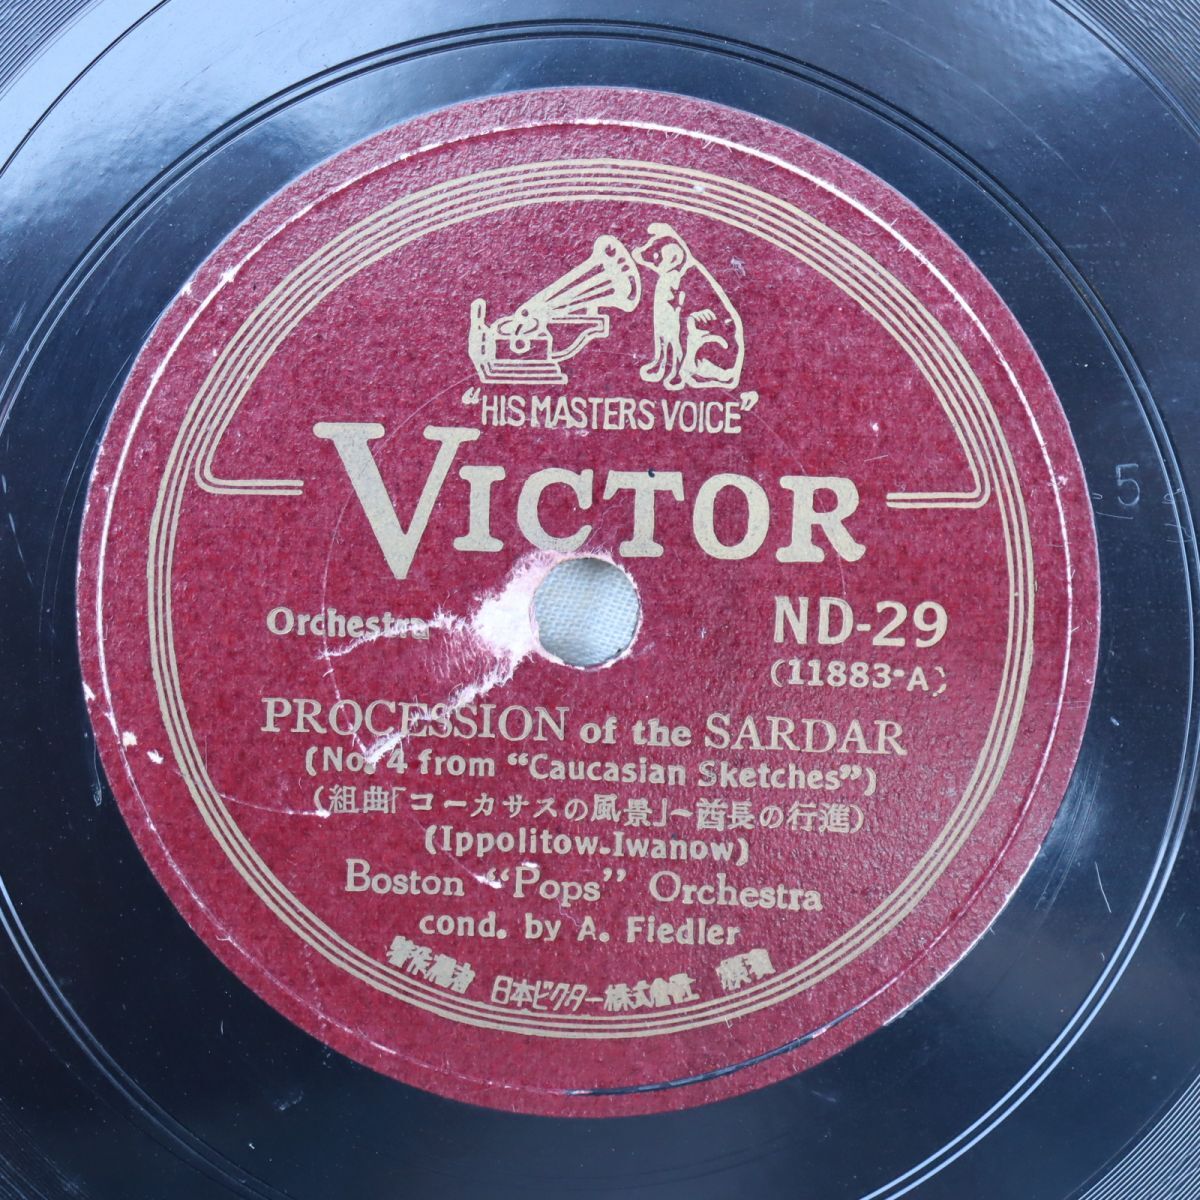 "HIS MASTERS VOICE"
VICTOR
5
Orchestra
ND-29
(11883-A)
PROCESSION of the SARDAR
(No. 4 from "Caucasian Sketches")
(組曲「コーカサスの風景」~酋長の行進)
(Ippolitow-Iwanow)
Boston "Pops" Orchestra
cond. by A. Fiedler
日本ビクター株式会社